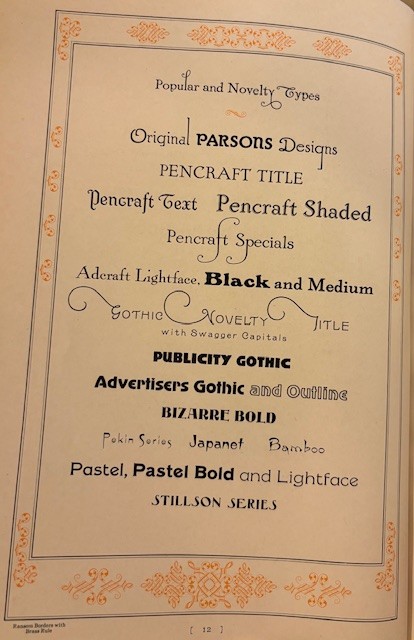 Popular and Novelty Types
Original PARSONS Designs
PENCRAFT TITLE
Pencraft Text Pencraft Shaded
Pencraft Specials
Adcraft Lightface, Black and Medium
GOTHIC NOVELTY TITLE
with Swagger Capitals
PUBLICITY GOTHIC
Advertisers Gothic and Outline
BIZARRE BOLD
Pekin Series Japanet Bamboo
Pastel, Pastel Bold and Lightface
STILLSON SERIES
Ransom Borders with
Brass Rule
[ 12 ]